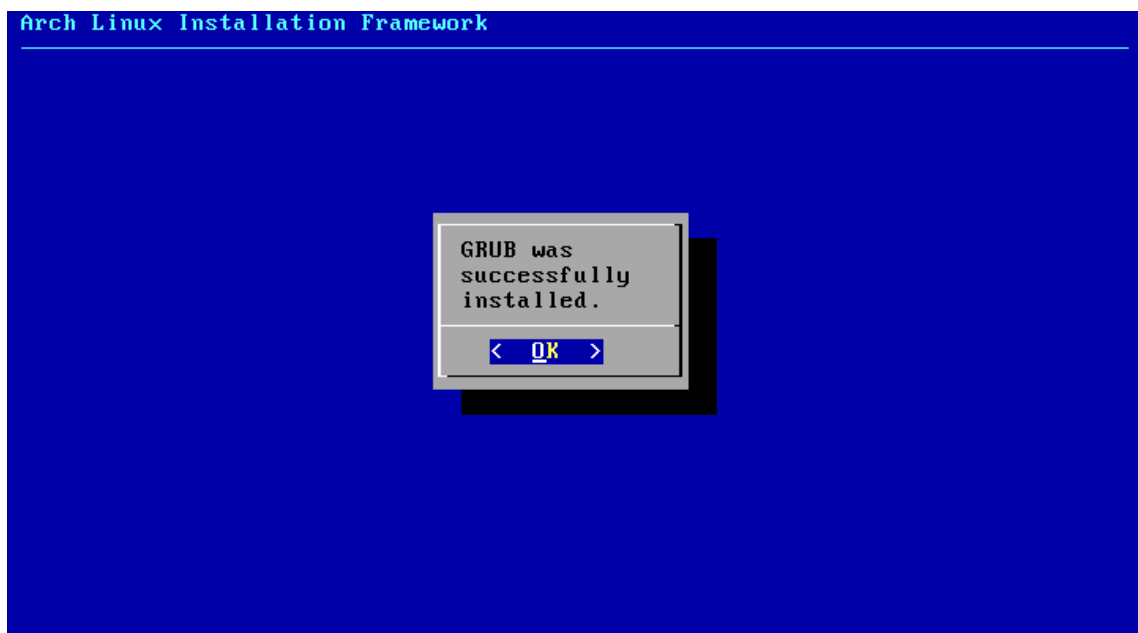 Arch Linux Installation Framework
GRUB was
successfully
installed.
< OK >